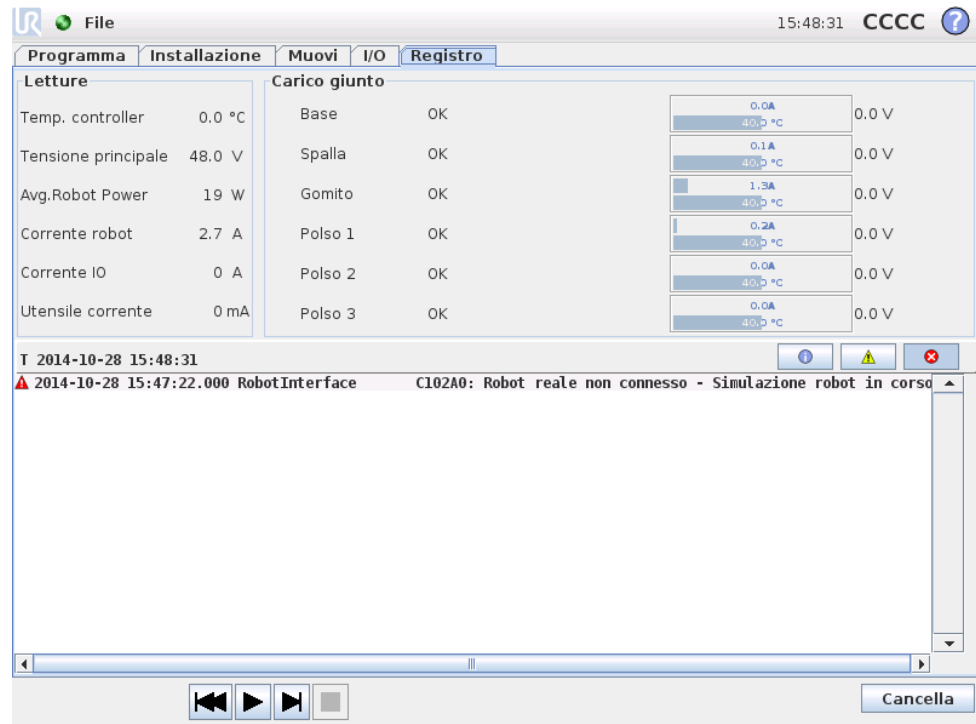 UR File 15:48:31 CCCC ?
Programma Installazione Muovi I/O Registro
Letture
Temp. controller 0.0 °C
Tensione principale 48.0 V
Avg.Robot Power 19 W
Corrente robot 2.7 A
Corrente IO 0 A
Utensile corrente 0 mA
Carico giunto
Base OK 0.0A 40.0 °C 0.0 V
Spalla OK 0.1A 40.0 °C 0.0 V
Gomito OK 1.3A 40.0 °C 0.0 V
Polso 1 OK 0.2A 40.0 °C 0.0 V
Polso 2 OK 0.0A 40.0 °C 0.0 V
Polso 3 OK 0.0A 40.0 °C 0.0 V
T 2014-10-28 15:48:31
2014-10-28 15:47:22.000 RobotInterface C102A0: Robot reale non connesso - Simulazione robot in corso
Cancella